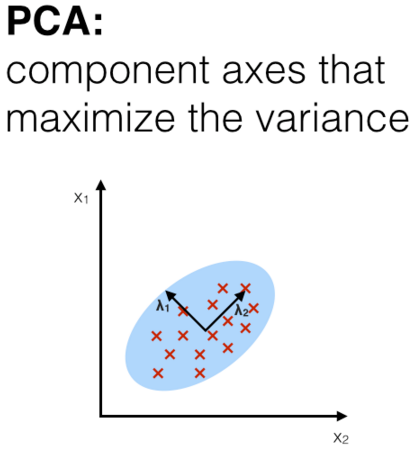 PCA:
component axes that
maximize the variance
x₁
λ₁
λ₂
x₂